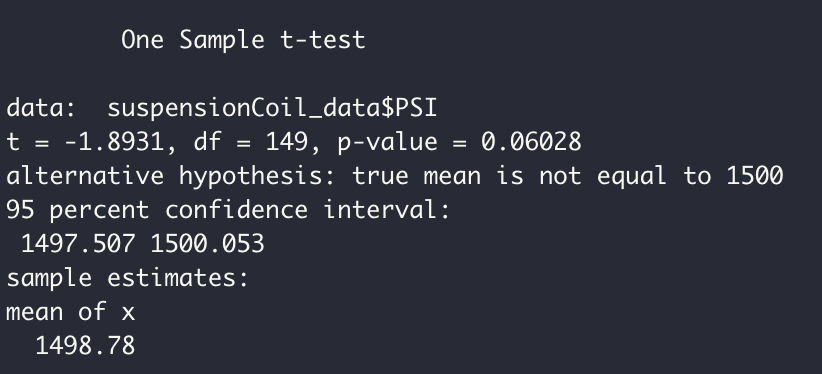 One Sample t-test
data:  suspensionCoil_data$PSI
t = -1.8931, df = 149, p-value = 0.06028
alternative hypothesis: true mean is not equal to 1500
95 percent confidence interval:
 1497.507 1500.053
sample estimates:
mean of x
  1498.78